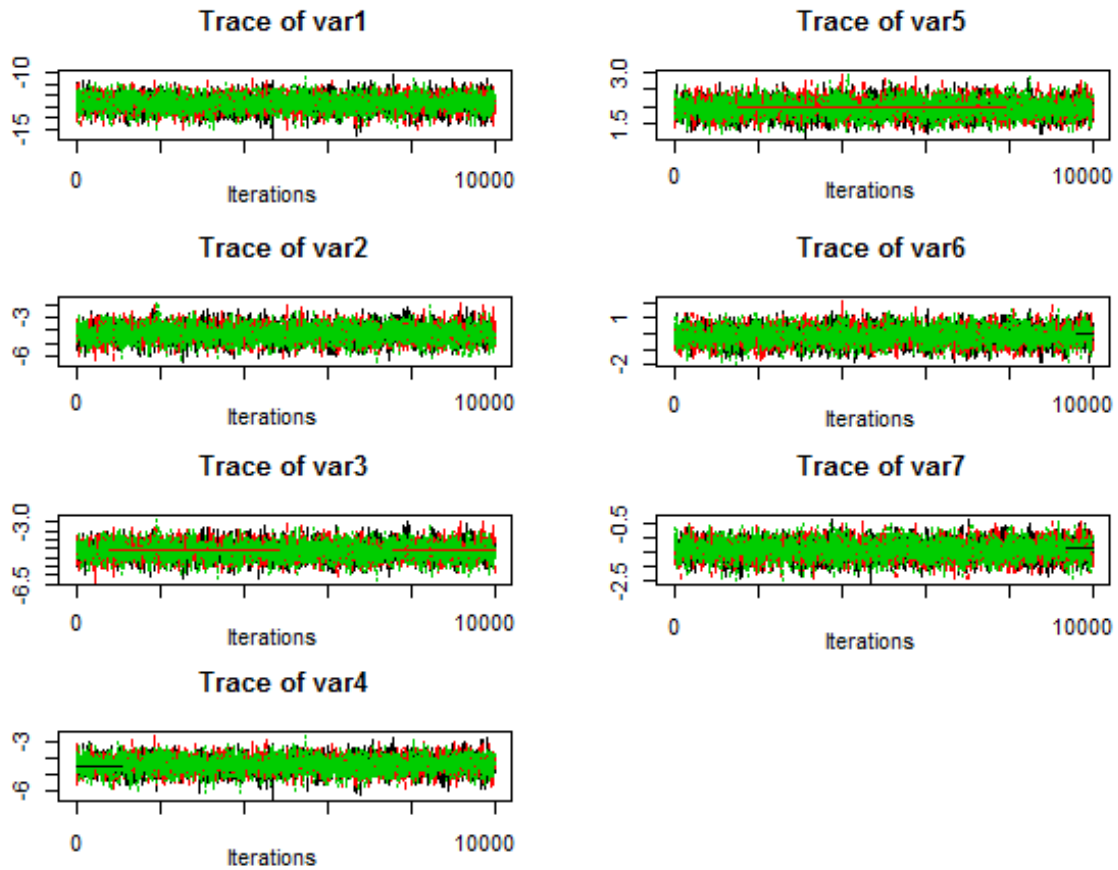 Trace of var1
-10
-15
0
10000
Iterations
Trace of var2
-3
-6
0
10000
Iterations
Trace of var3
-3.0
-6.5
0
10000
Iterations
Trace of var4
-3
-6
0
10000
Iterations
Trace of var5
3.0
1.5
0
10000
Iterations
Trace of var6
1
-2
0
10000
Iterations
Trace of var7
-0.5
-2.5
0
10000
Iterations